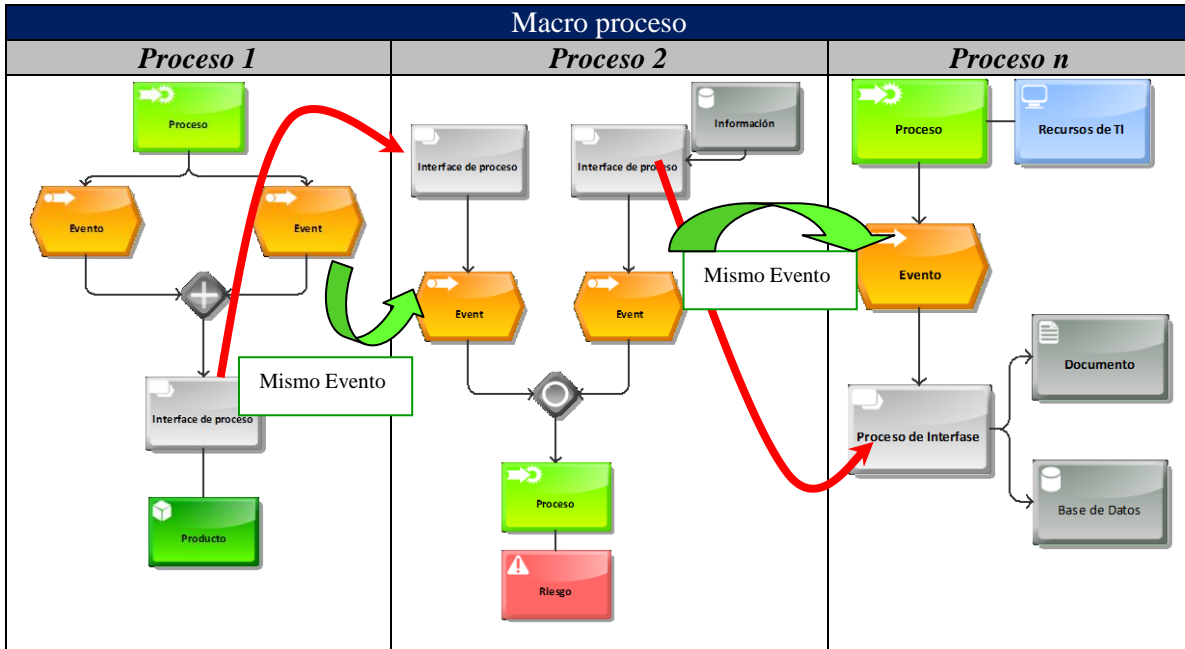 Macro proceso
Proceso 1
Proceso 2
Proceso n
Proceso
Evento
Event
Interface de proceso
Producto
Mismo Evento
Interface de proceso
Interface de proceso
Información
Event
Event
Proceso
RIesgo
Mismo Evento
Proceso
Recursos de TI
Evento
Proceso de Interfase
Documento
Base de Datos